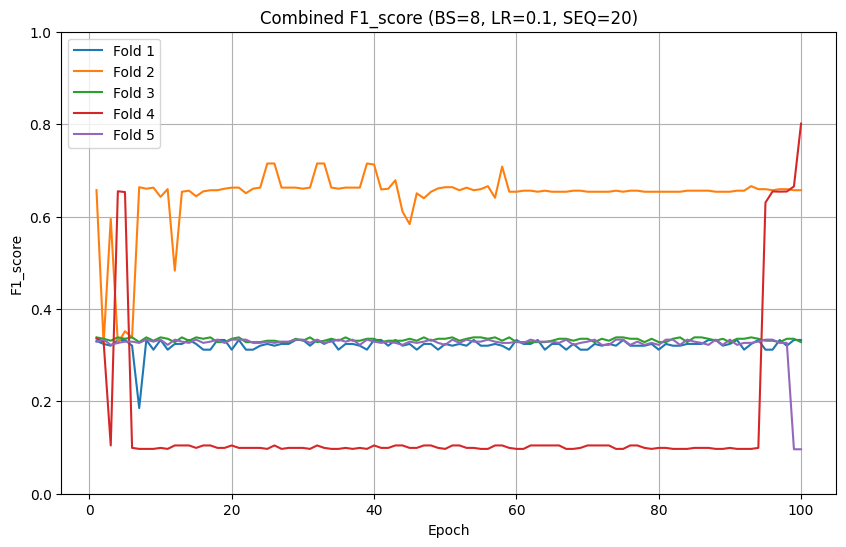 Combined F1_score (BS=8, LR=0.1, SEQ=20)
1.0
0.8
0.6
0.4
0.2
0.0
F1_score
Fold 1
Fold 2
Fold 3
Fold 4
Fold 5
0 20 40 60 80 100
Epoch